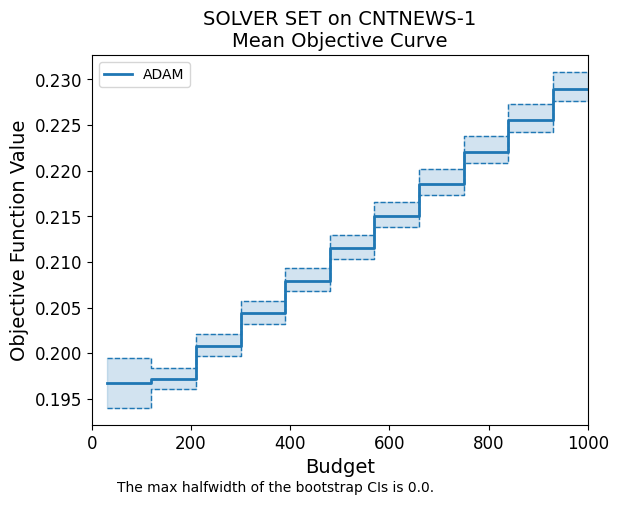 SOLVER SET on CNTNEWS-1
Mean Objective Curve
ADAM
Objective Function Value
0.230
0.225
0.220
0.215
0.210
0.205
0.200
0.195
0
200
400
600
800
1000
Budget
The max halfwidth of the bootstrap CIs is 0.0.